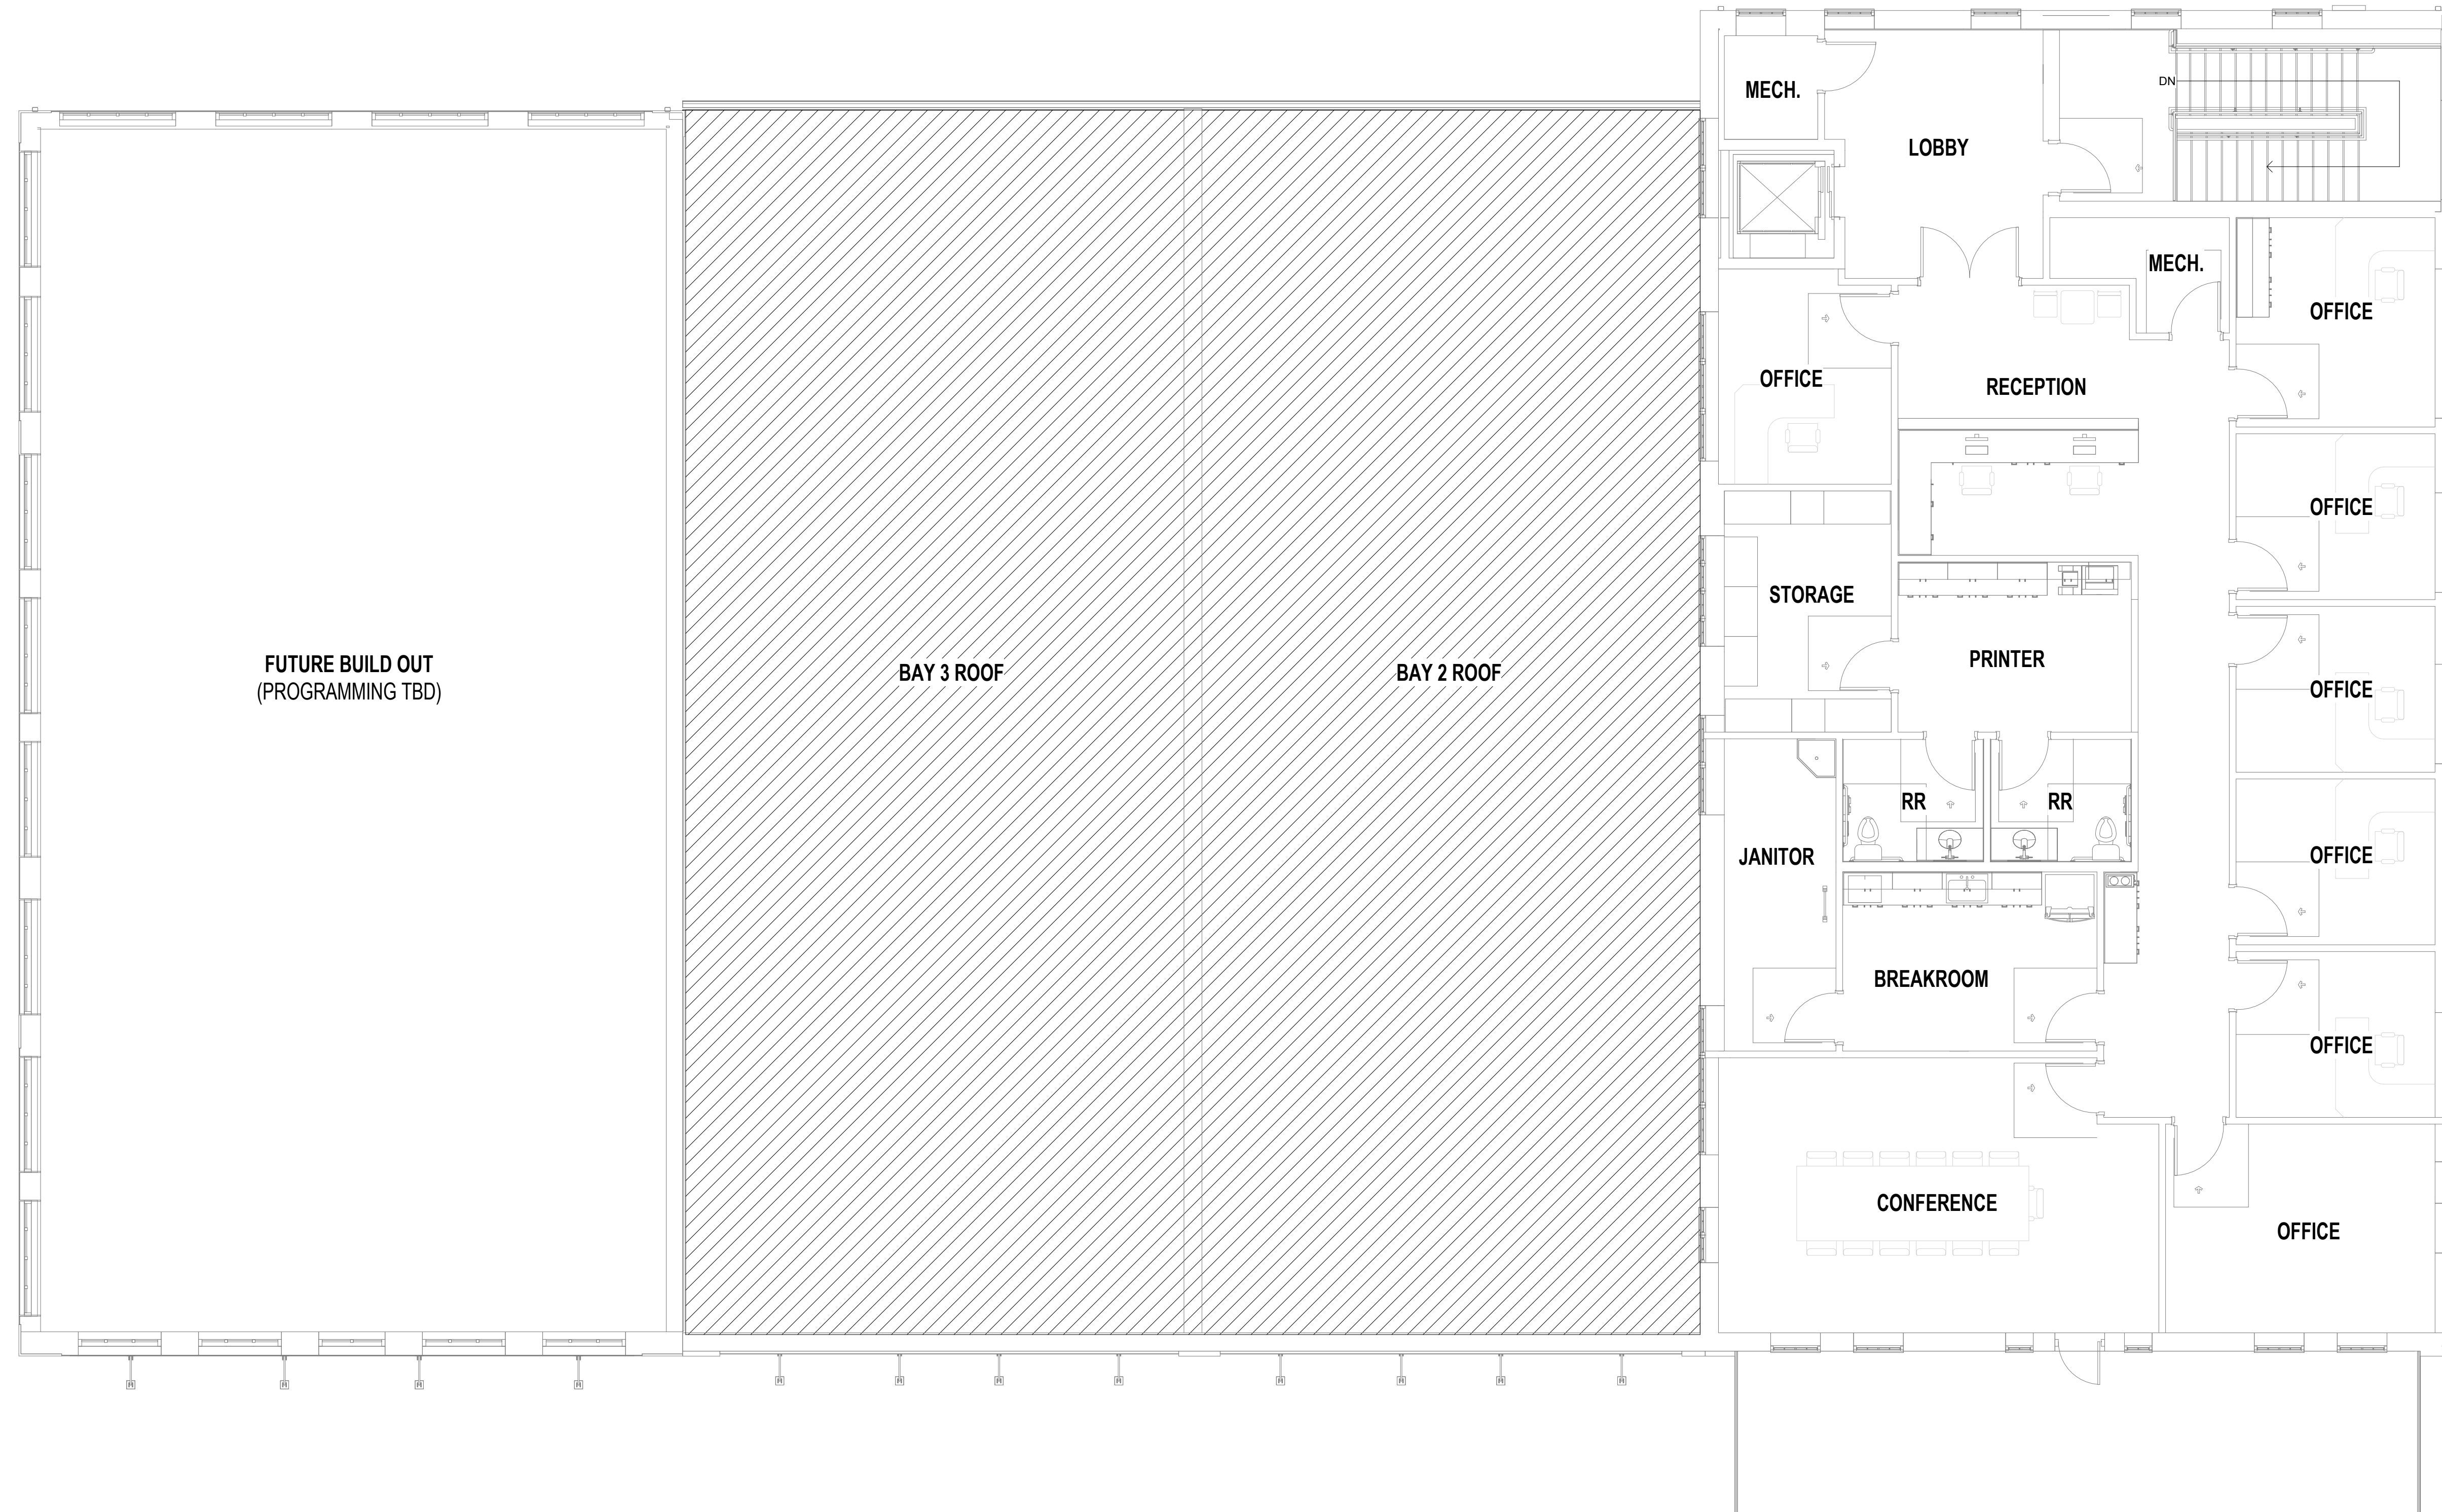 DN
MECH.
LOBBY
MECH.
OFFICE
OFFICE
RECEPTION
OFFICE
STORAGE
PRINTER
FUTURE BUILD OUT
(PROGRAMMING TBD)
BAY 3 ROOF
BAY 2 ROOF
OFFICE
RR
RR
JANITOR
OFFICE
BREAKROOM
OFFICE
CONFERENCE
OFFICE